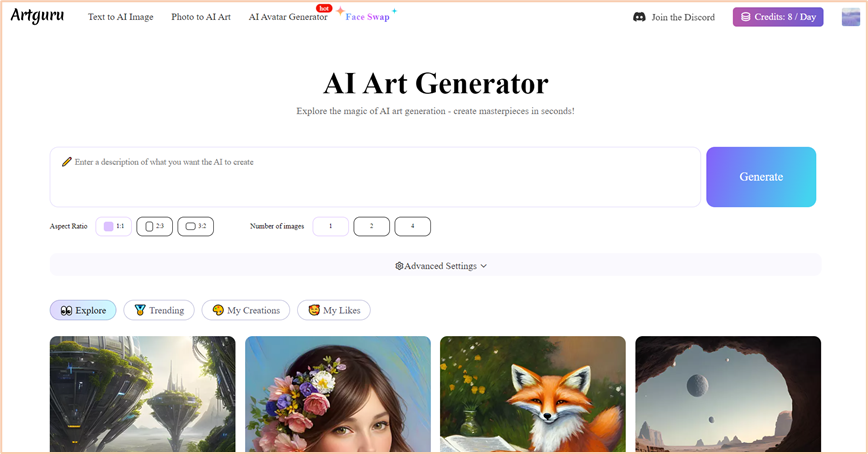 Artguru
Text to AI Image
Photo to AI Art
AI Avatar Generator
hot
Face Swap
Join the Discord
Credits: 8 / Day
AI Art Generator
Explore the magic of AI art generation - create masterpieces in seconds!
Enter a description of what you want the AI to create
Generate
Aspect Ratio
1:1
2:3
3:2
Number of images
1
2
4
Advanced Settings
Explore
Trending
My Creations
My Likes